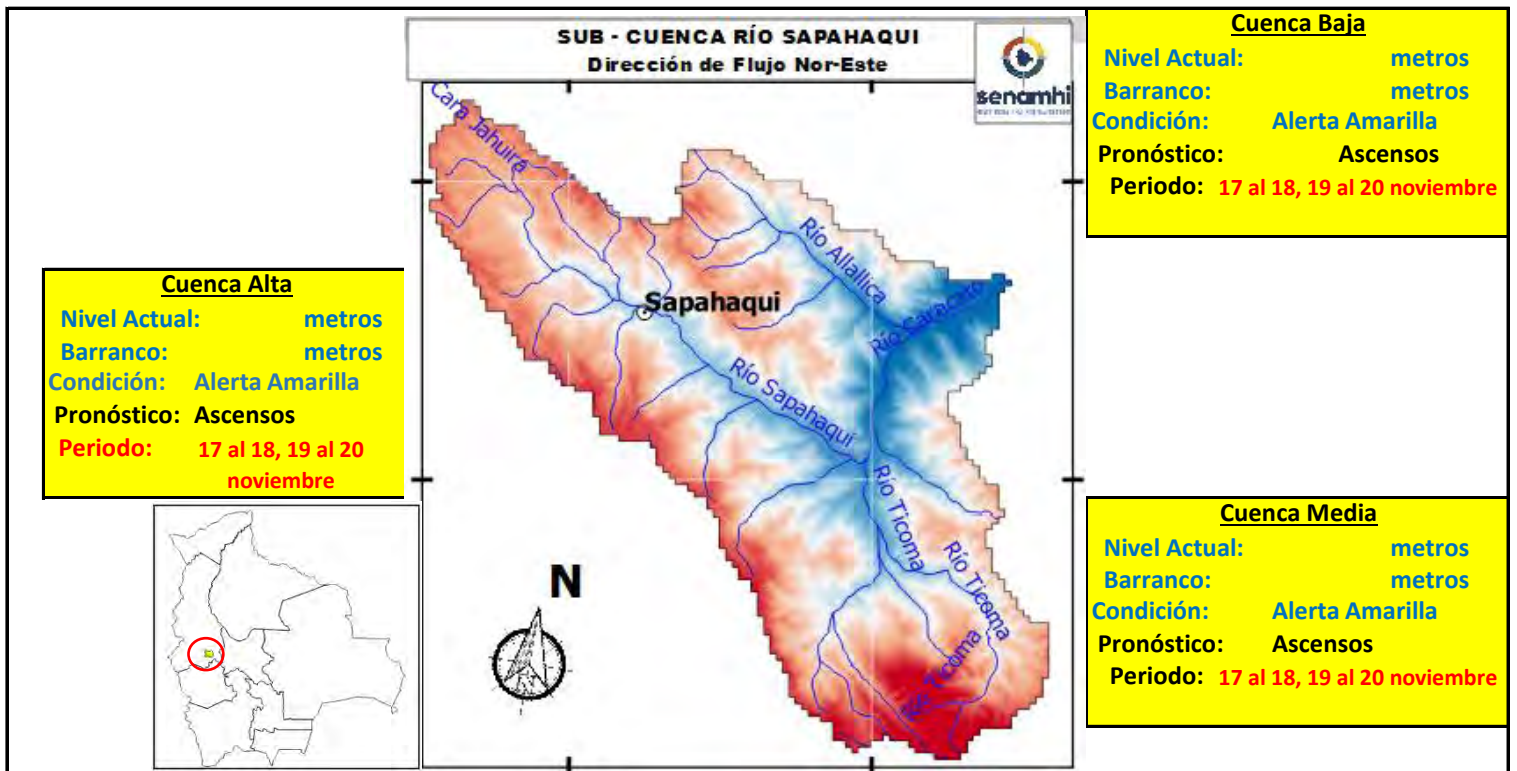 SUB - CUENCA RÍO SAPAHAQUI
Dirección de Flujo Nor-Este
senamhi
Cuenca Baja
Nivel Actual: metros
Barranco: metros
Condición: Alerta Amarilla
Pronóstico: Ascensos
Periodo: 17 al 18, 19 al 20 noviembre
Cuenca Alta
Nivel Actual: metros
Barranco: metros
Condición: Alerta Amarilla
Pronóstico: Ascensos
Periodo: 17 al 18, 19 al 20
noviembre
Cara Jahuira
Río Allallica
Río Caracato
Sapahaqui
Río Sapahaqui
Río Ticoma
Río Ticoma
Río Ticoma
N
Cuenca Media
Nivel Actual: metros
Barranco: metros
Condición: Alerta Amarilla
Pronóstico: Ascensos
Periodo: 17 al 18, 19 al 20 noviembre